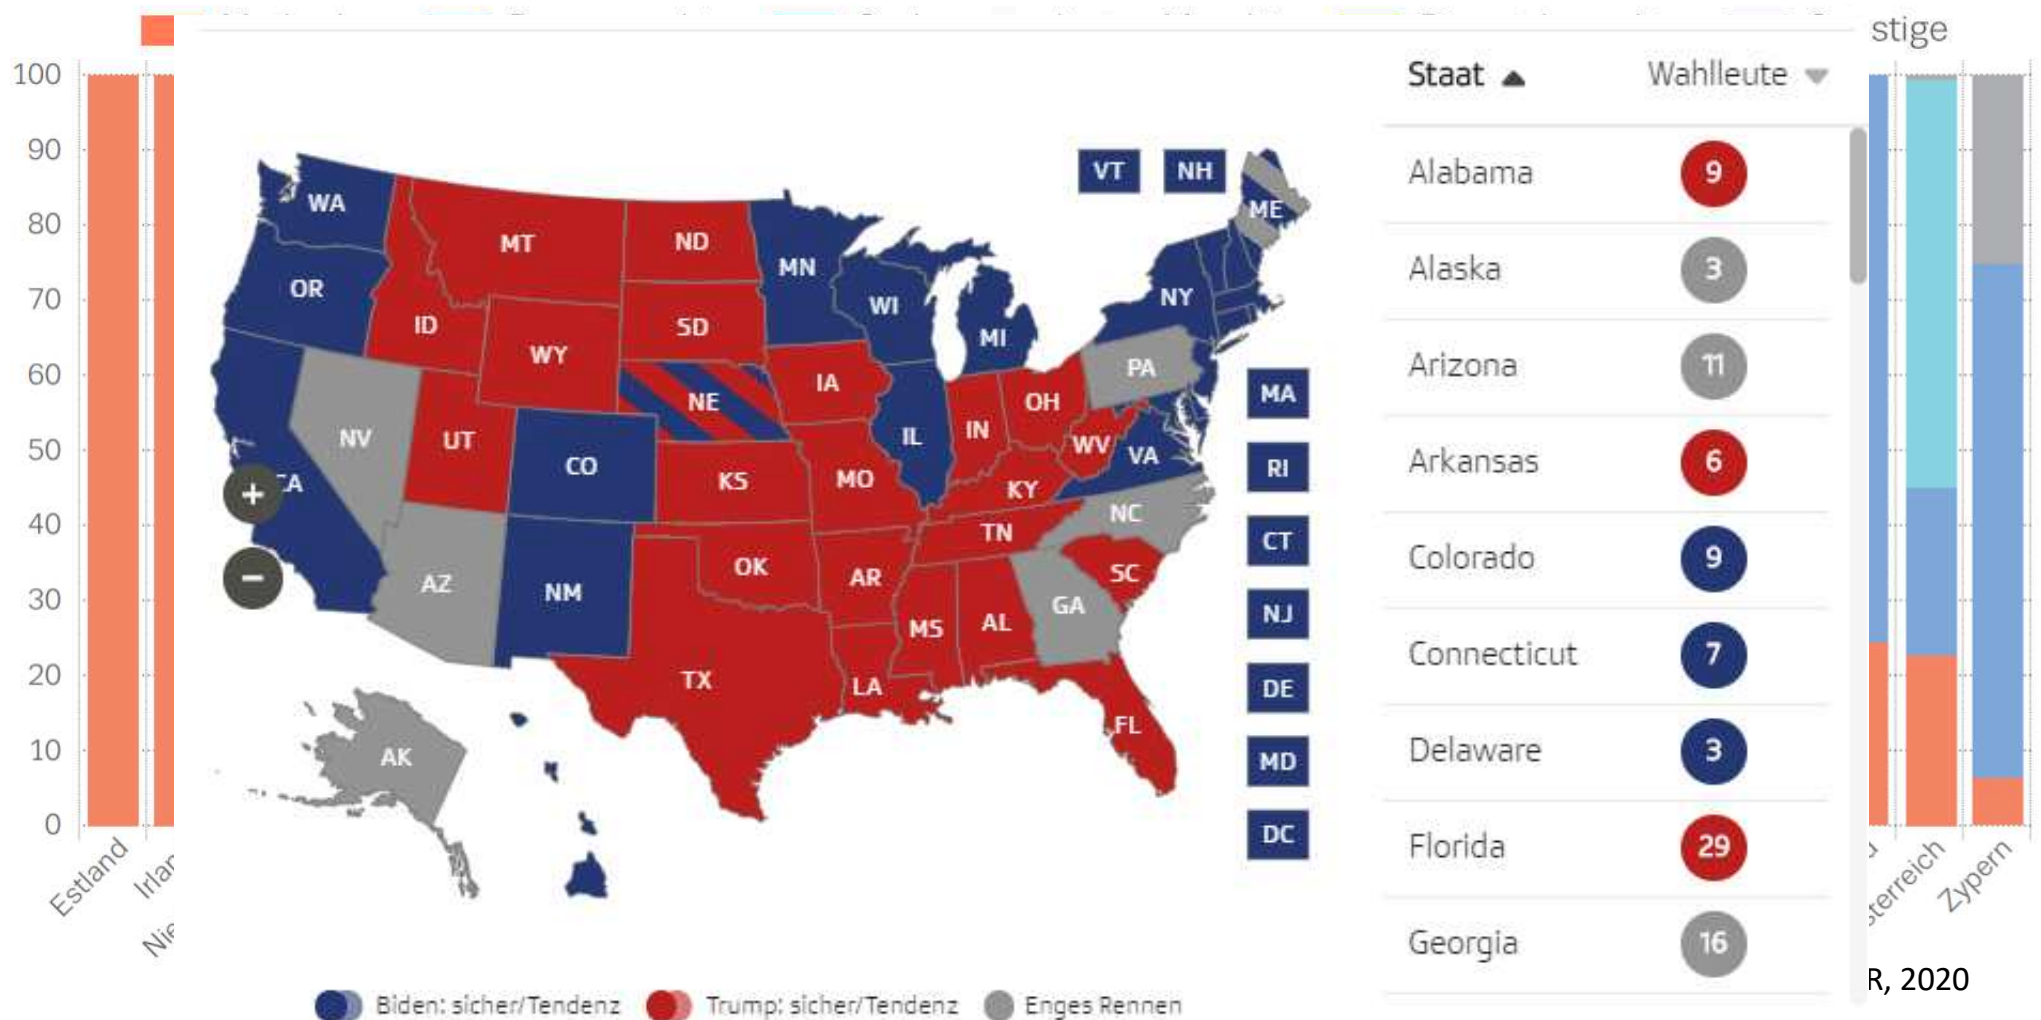 stige
100
90
80
70
60
50
40
30
20
10
0
Estland
Zypern
R, 2020
Staat ▲ Wahlleute ▼
Alabama 9
Alaska 3
Arizona 11
Arkansas 6
Colorado 9
Connecticut 7
Delaware 3
Florida 29
Georgia 16
VT NH
WA
ME
MT ND
MN
OR
ID
WI
NY
SD
MI
WY
PA
IA
NE
OH
MA
NV UT
IL IN
WV
VA
CO
RI
CA
KS MO
KY
+
NC
TN
CT
OK
AR
SC
AZ
NM
−
GA
MS AL
NJ
TX LA
DE
FL
AK
MD
DC
Biden: sicher/Tendenz Trump: sicher/Tendenz Enges Rennen